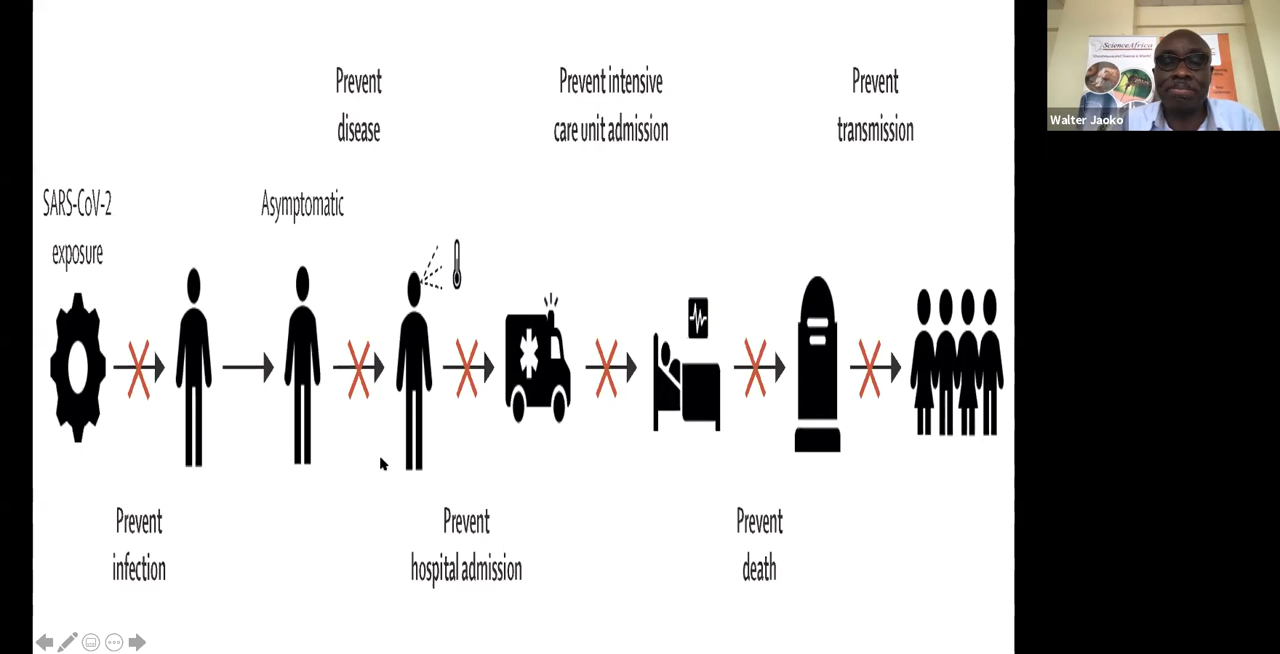 Prevent
disease
Prevent intensive
care unit admission
Prevent
transmission
SARS-CoV-2
exposure
Asymptomatic
Prevent
infection
Prevent
hospital admission
Prevent
death
ScienceAfrica
Walter Jaoko